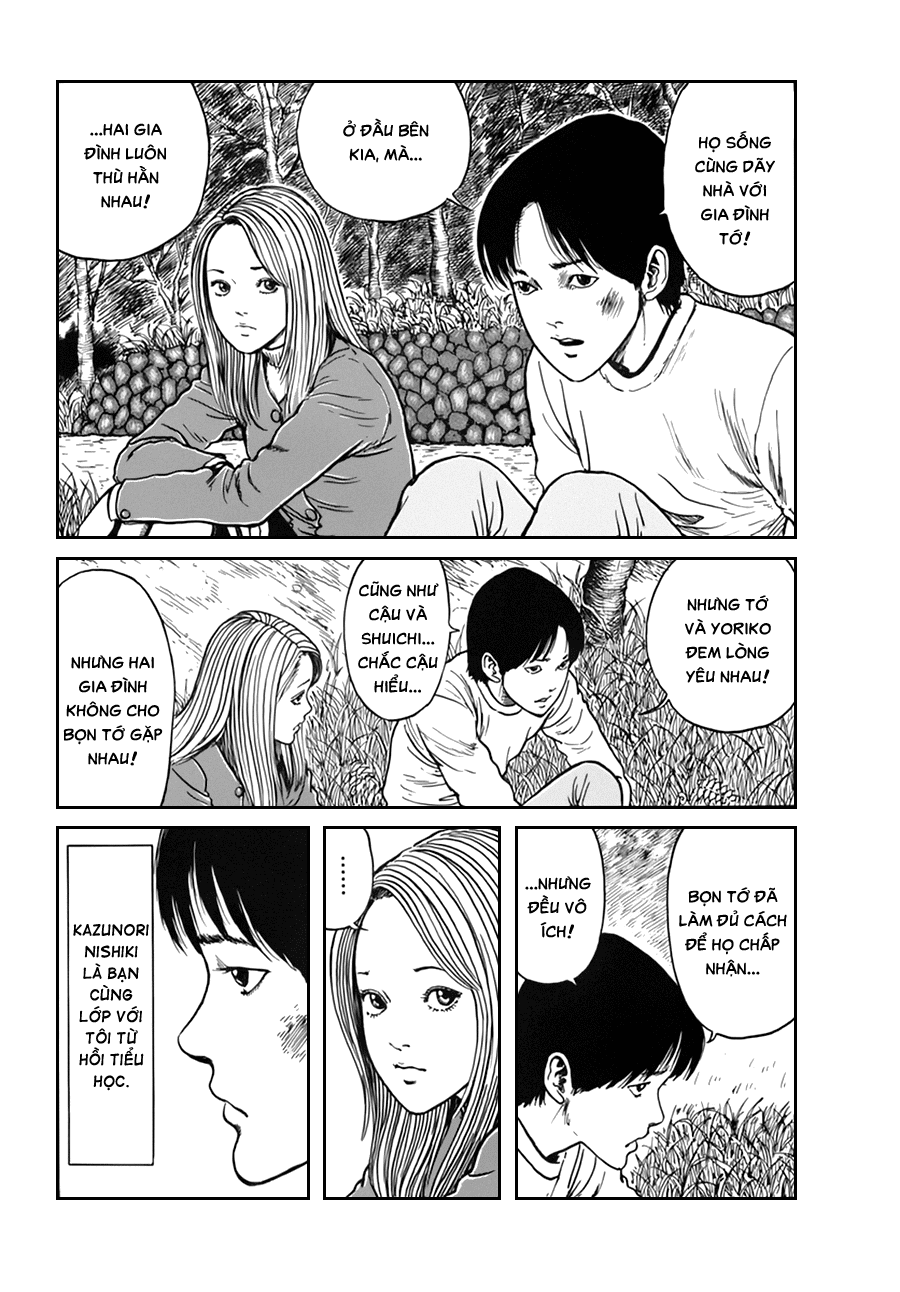 HỌ SỐNG
CÙNG DÃY
NHÀ VỚI
GIA ĐÌNH
TỚ!
Ở ĐẦU BÊN
KIA, MÀ...
...HAI GIA
ĐÌNH LUÔN
THÙ HẰN
NHAU!
NHƯNG TỚ
VÀ YORIKO
ĐEM LÒNG
YÊU NHAU!
CŨNG NHƯ
CẬU VÀ
SHUICHI...
CHẮC CẬU
HIỂU...
NHƯNG HAI
GIA ĐÌNH
KHÔNG CHO
BỌN TỚ GẶP
NHAU!
BỌN TỚ ĐÃ
LÀM ĐỦ CÁCH
ĐỂ HỌ CHẤP
NHẬN...
...NHƯNG
ĐỀU VÔ
ÍCH!
......
KAZUNORI
NISHIKI
LÀ BẠN
CÙNG
LỚP VỚI
TÔI TỪ
HỒI TIỂU
HỌC.